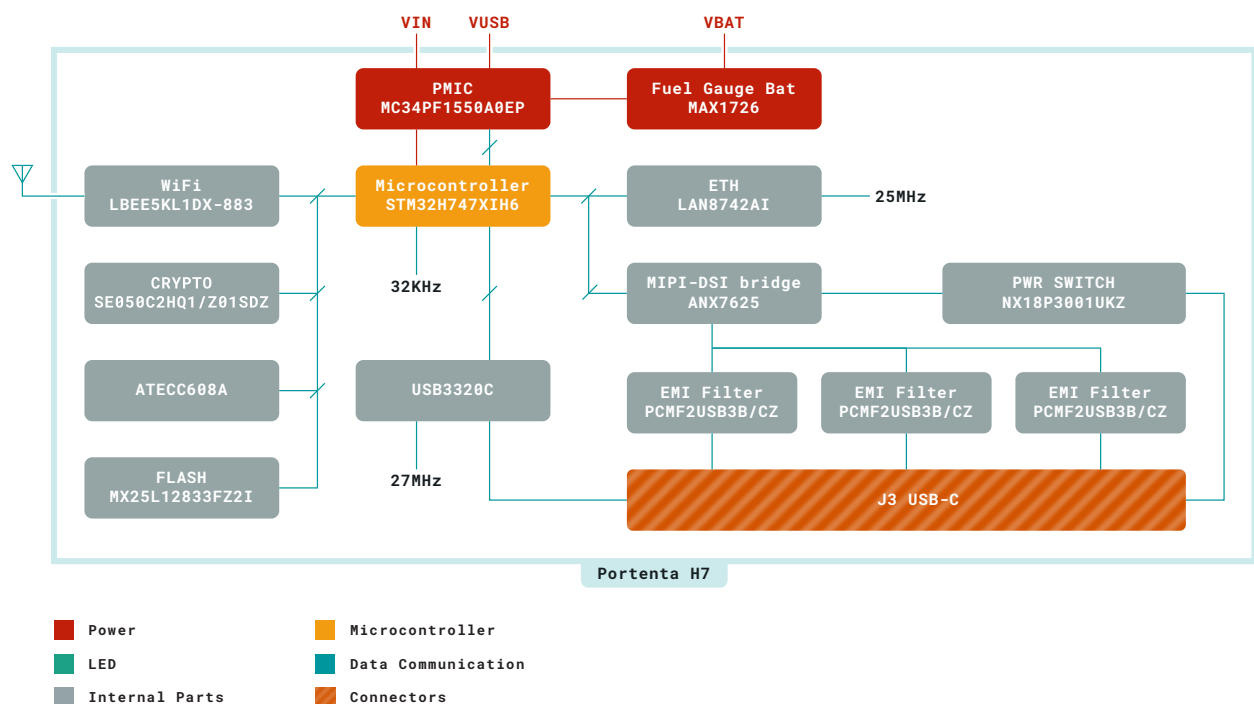 VIN
VUSB
VBAT
PMIC
MC34PF1550A0EP
Fuel Gauge Bat
MAX1726
WiFi
LBEE5KL1DX-883
Microcontroller
STM32H747XIH6
ETH
LAN8742AI
25MHz
CRYPTO
SE050C2HQ1/Z01SDZ
32KHz
MIPI-DSI bridge
ANX7625
PWR SWITCH
NX18P3001UKZ
ATECC608A
USB3320C
EMI Filter
PCMF2USB3B/CZ
EMI Filter
PCMF2USB3B/CZ
EMI Filter
PCMF2USB3B/CZ
FLASH
MX25L12833FZ2I
27MHz
J3 USB-C
Portenta H7
Power
Microcontroller
LED
Data Communication
Internal Parts
Connectors